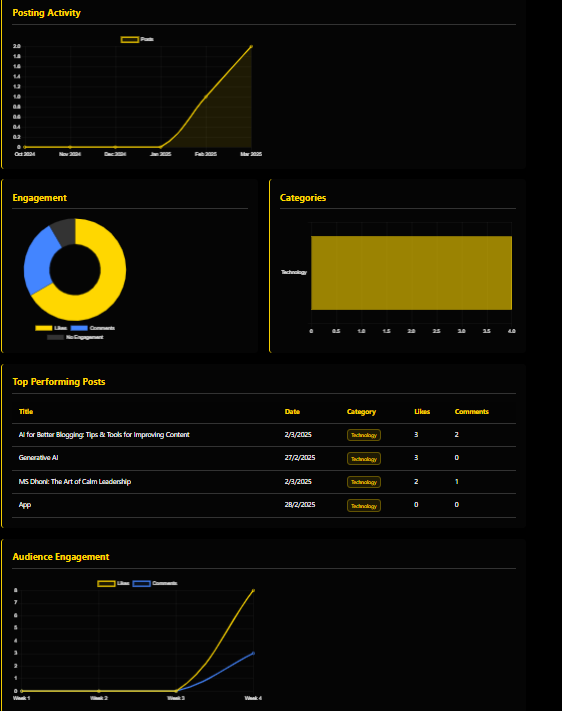 Posting Activity
Posts
2.0
1.8
1.6
1.4
1.2
1.0
0.8
0.6
0.4
0.2
0
Oct 2024 Nov 2024 Dec 2024 Jan 2025 Feb 2025 Mar 2025
Engagement
Likes Comments
No Engagement
Categories
Technology
0 0.5 1.0 1.5 2.0 2.5 3.0 3.5 4.0
Top Performing Posts
Title Date Category Likes Comments
AI for Better Blogging: Tips & Tools for Improving Content 2/3/2025 Technology 3 2
Generative AI 27/2/2025 Technology 3 0
MS Dhoni: The Art of Calm Leadership 2/3/2025 Technology 2 1
App 28/2/2025 Technology 0 0
Audience Engagement
Likes Comments
8
7
6
5
4
3
2
1
0
Week 1 Week 2 Week 3 Week 4